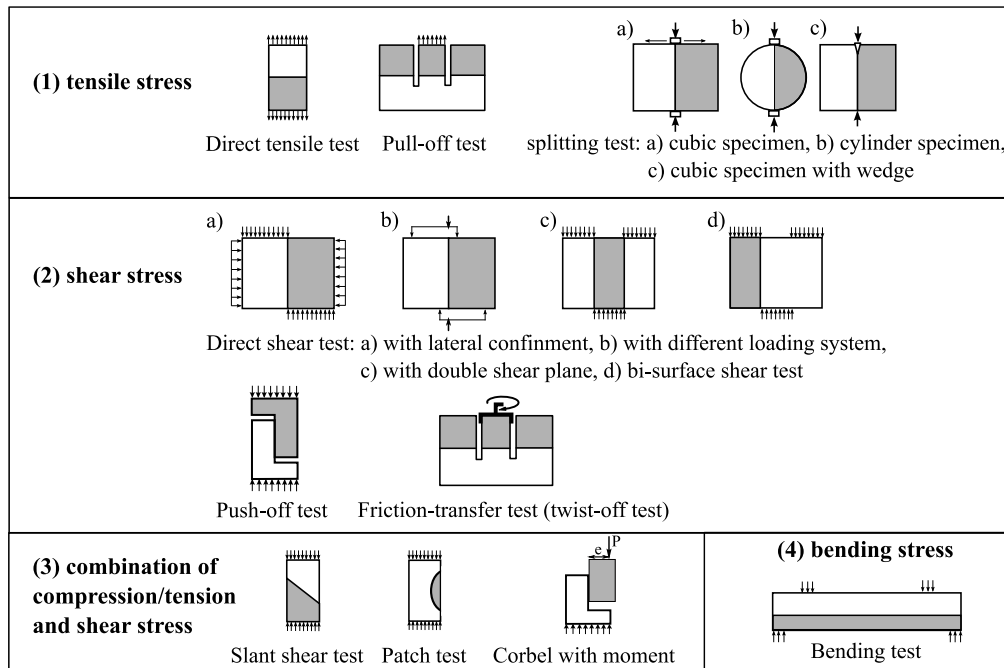 (1) tensile stress
a)
b)
c)
Direct tensile test
Pull-off test
splitting test: a) cubic specimen, b) cylinder specimen,
c) cubic specimen with wedge
(2) shear stress
a)
b)
c)
d)
Direct shear test: a) with lateral confinment, b) with different loading system,
c) with double shear plane, d) bi-surface shear test
Push-off test
Friction-transfer test (twist-off test)
(3) combination of
compression/tension
and shear stress
e
P
Slant shear test
Patch test
Corbel with moment
(4) bending stress
Bending test